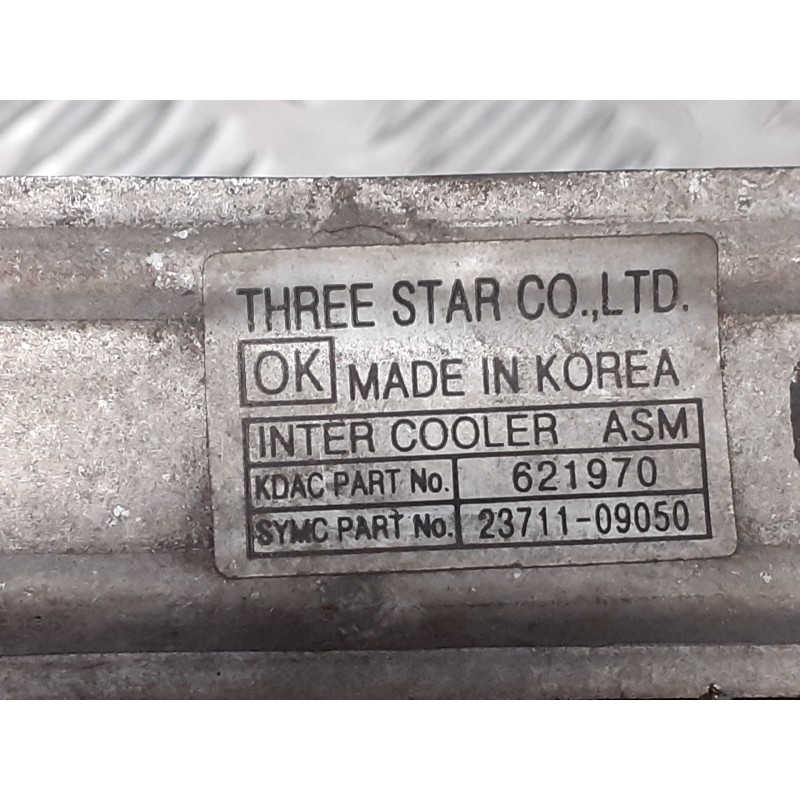 THREE STAR CO.,LTD.
OK MADE IN KOREA
INTER COOLER ASM
KDAC PART No. 621970
SYMC PART No. 23711-09050